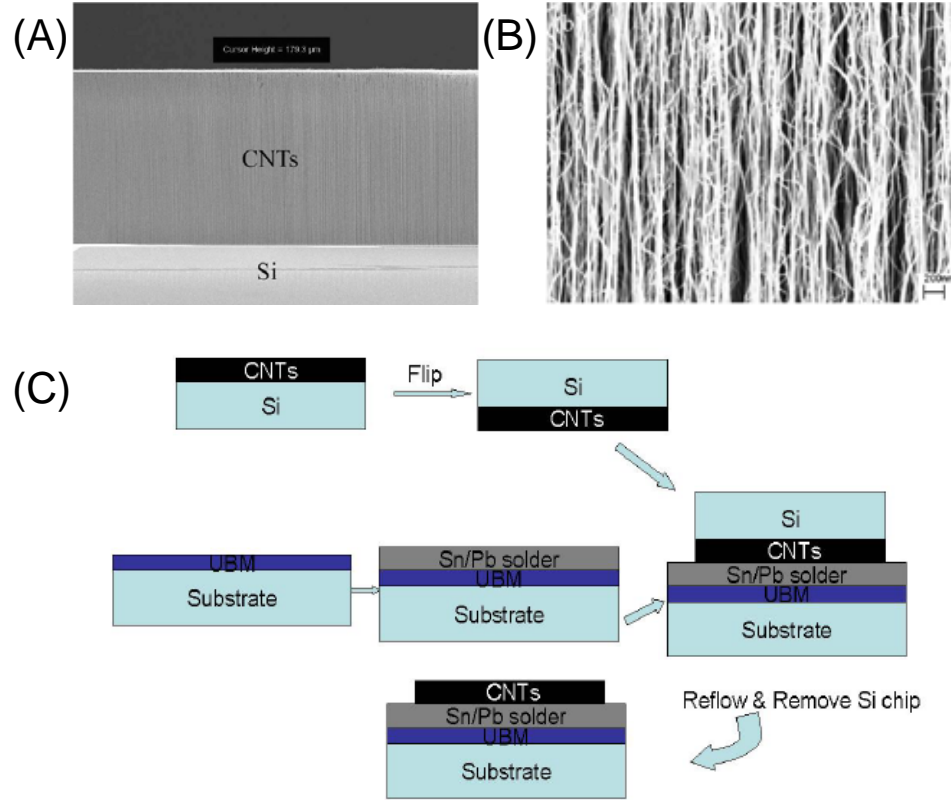 (A)
Cursor Height = 179.3 μm
CNTs
Si
(B)
200nm
(C)
CNTs
Si
Flip
Si
CNTs
UBM
Substrate
Sn/Pb solder
UBM
Substrate
Si
CNTs
Sn/Pb solder
UBM
Substrate
Reflow & Remove Si chip
CNTs
Sn/Pb solder
UBM
Substrate